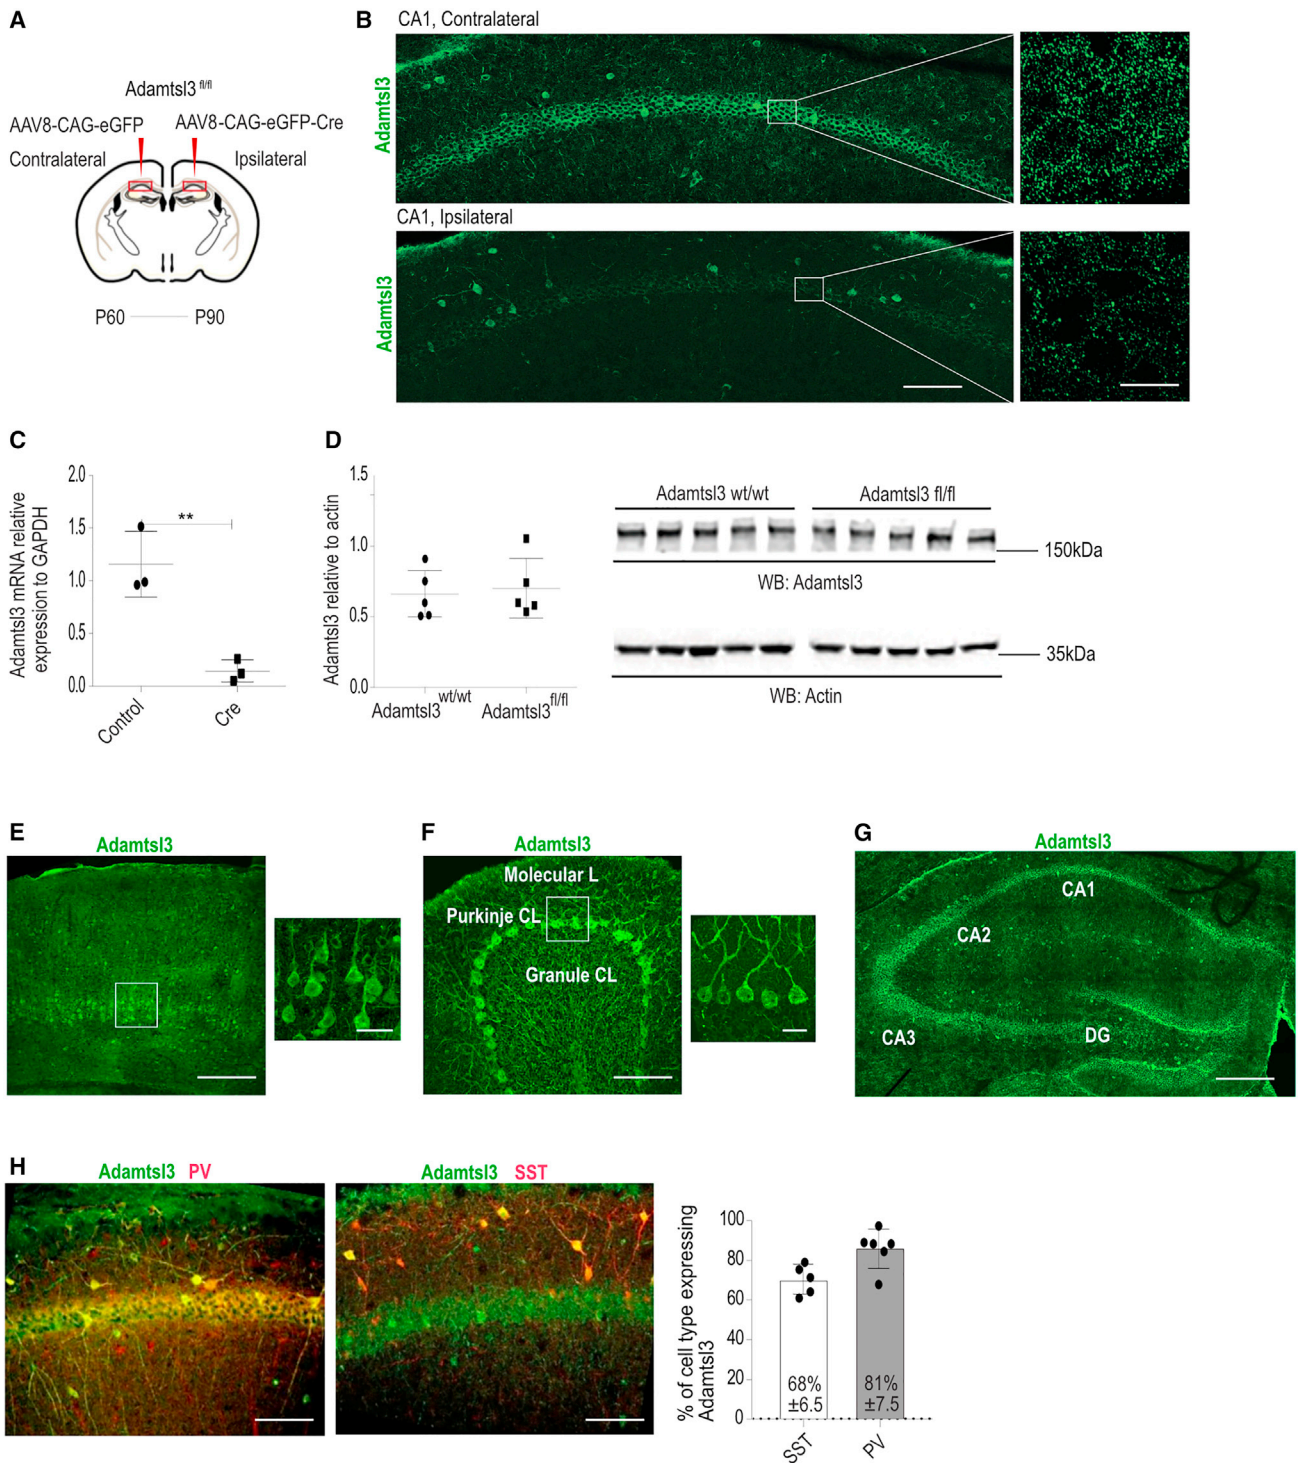 A
Adamtsl3 fl/fl
AAV8-CAG-eGFP
AAV8-CAG-eGFP-Cre
Contralateral
Ipsilateral
P60
P90
B
CA1, Contralateral
Adamtsl3
CA1, Ipsilateral
Adamtsl3
C
Adamtsl3 mRNA relative
expression to GAPDH
2.0
1.5
1.0
0.5
0.0
**
Control
Cre
D
Adamtsl3 relative to actin
1.5
1.0
0.5
0.0
Adamtsl3 wt/wt
Adamtsl3 fl/fl
Adamtsl3 wt/wt
Adamtsl3 fl/fl
150kDa
WB: Adamtsl3
35kDa
WB: Actin
E
Adamtsl3
F
Adamtsl3
Molecular L
Purkinje CL
Granule CL
G
Adamtsl3
CA1
CA2
CA3
DG
H
Adamtsl3 PV
Adamtsl3 SST
% of cell type expressing
Adamtsl3
100
80
60
40
20
0
68%
±6.5
81%
±7.5
SST
PV